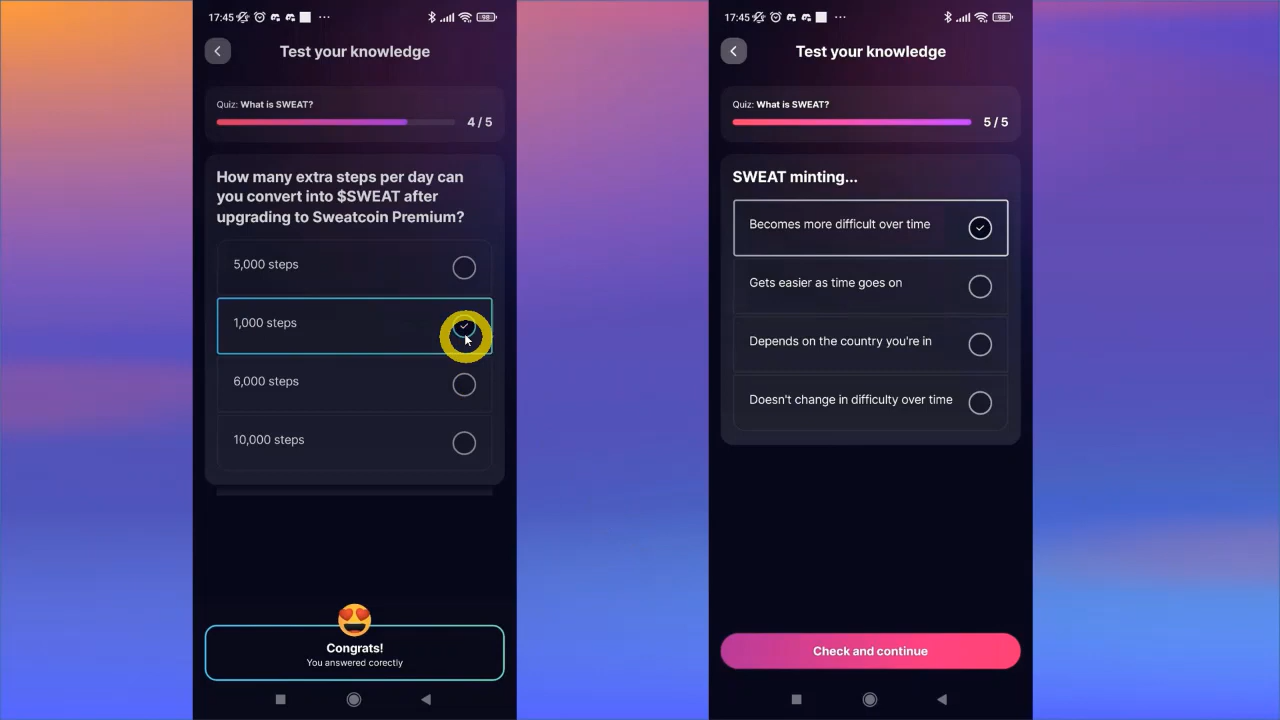 17:45
98
Test your knowledge
Quiz: What is SWEAT?
4 / 5
How many extra steps per day can
you convert into $SWEAT after
upgrading to Sweatcoin Premium?
5,000 steps
1,000 steps
6,000 steps
10,000 steps
Congrats!
You answered corectly
17:45
98
Test your knowledge
Quiz: What is SWEAT?
5 / 5
SWEAT minting...
Becomes more difficult over time
Gets easier as time goes on
Depends on the country you're in
Doesn't change in difficulty over time
Check and continue